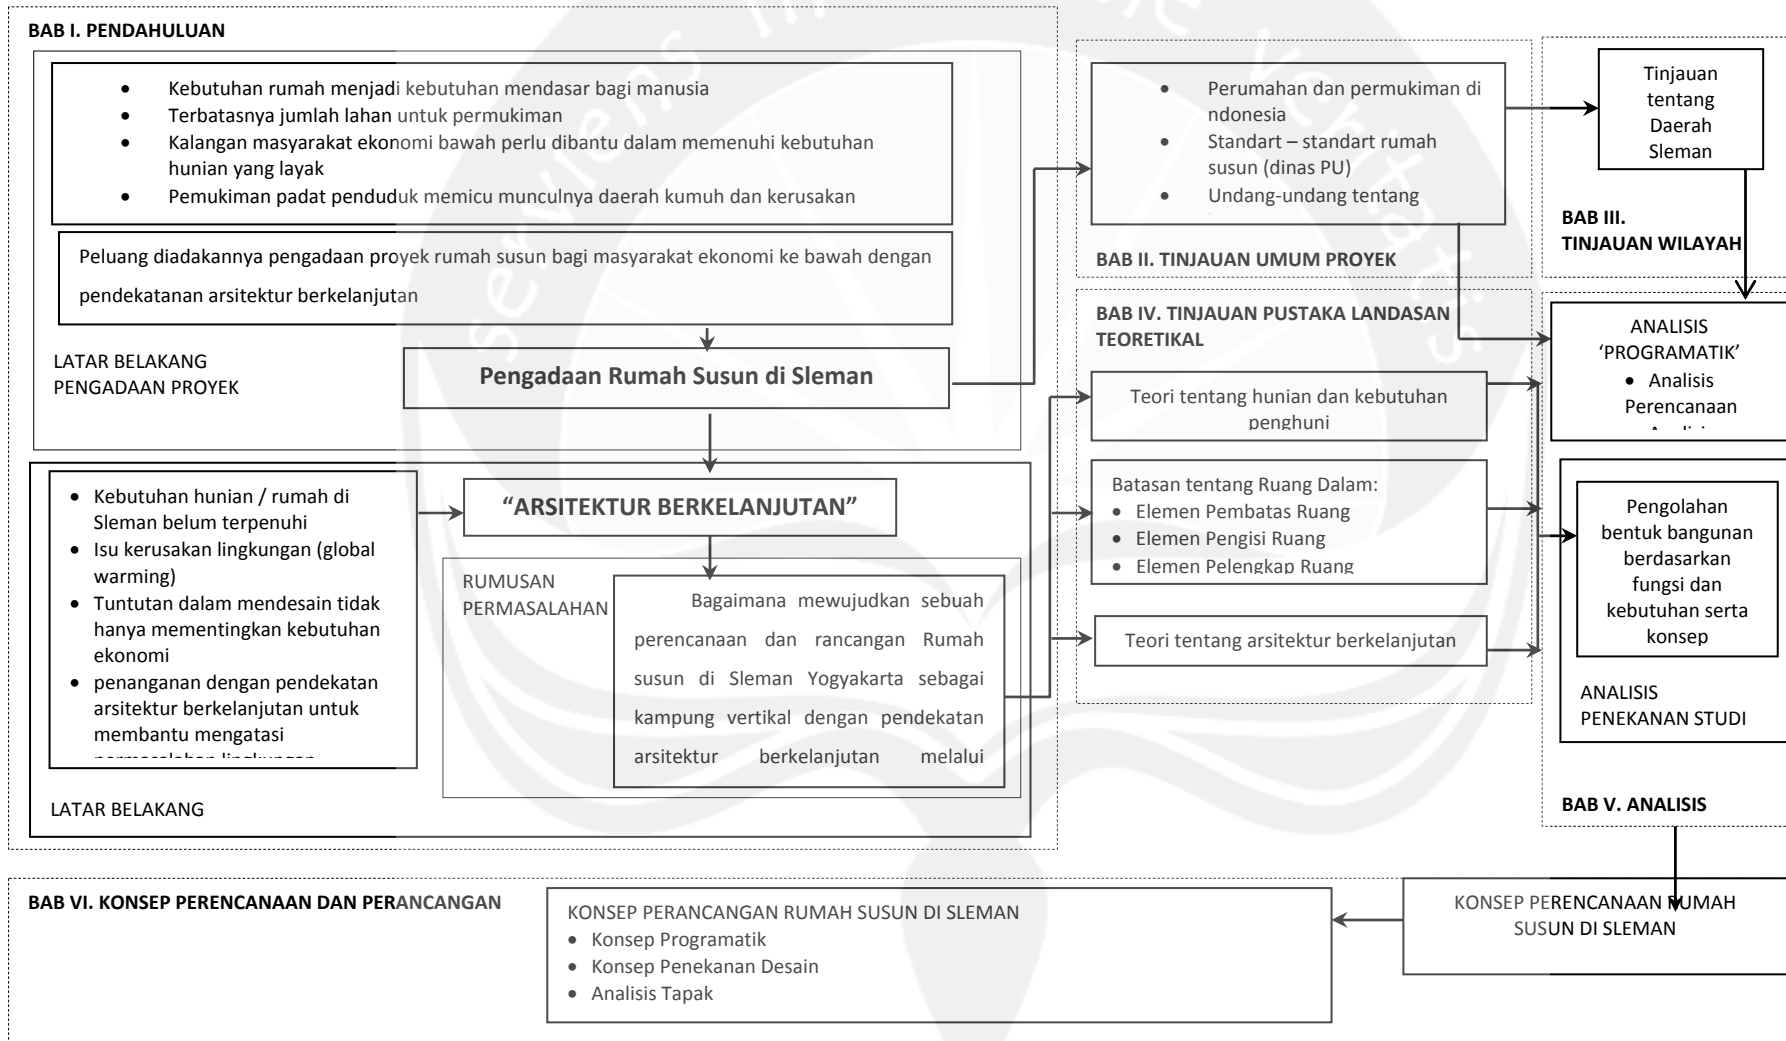 BAB I. PENDAHULUAN
• Kebutuhan rumah menjadi kebutuhan mendasar bagi manusia
• Terbatasnya jumlah lahan untuk permukiman
• Kalangan masyarakat ekonomi bawah perlu dibantu dalam memenuhi kebutuhan
hunian yang layak
• Pemukiman padat penduduk memicu munculnya daerah kumuh dan kerusakan
Peluang diadakannya pengadaan proyek rumah susun bagi masyarakat ekonomi ke bawah dengan
pendekatanan arsitektur berkelanjutan
LATAR BELAKANG
PENGADAAN PROYEK
Pengadaan Rumah Susun di Sleman
• Kebutuhan hunian / rumah di
Sleman belum terpenuhi
• Isu kerusakan lingkungan (global
warming)
• Tuntutan dalam mendesain tidak
hanya mementingkan kebutuhan
ekonomi
• penanganan dengan pendekatan
arsitektur berkelanjutan untuk
membantu mengatasi
permasalahan lingkungan
LATAR BELAKANG
“ARSITEKTUR BERKELANJUTAN”
RUMUSAN
PERMASALAHAN
Bagaimana mewujudkan sebuah
perencanaan dan rancangan Rumah
susun di Sleman Yogyakarta sebagai
kampung vertikal dengan pendekatan
arsitektur berkelanjutan melalui
• Perumahan dan permukiman di
ndonesia
• Standart – standart rumah
susun (dinas PU)
• Undang-undang tentang
BAB II. TINJAUAN UMUM PROYEK
Tinjauan
tentang
Daerah
Sleman
BAB III.
TINJAUAN WILAYAH
BAB IV. TINJAUAN PUSTAKA LANDASAN
TEORETIKAL
Teori tentang hunian dan kebutuhan
penghuni
Batasan tentang Ruang Dalam:
• Elemen Pembatas Ruang
• Elemen Pengisi Ruang
• Elemen Pelengkap Ruang
Teori tentang arsitektur berkelanjutan
ANALISIS
‘PROGRAMATIK’
• Analisis
Perencanaan
• Analisis
Pengolahan
bentuk bangunan
berdasarkan
fungsi dan
kebutuhan serta
konsep
ANALISIS
PENEKANAN STUDI
BAB V. ANALISIS
BAB VI. KONSEP PERENCANAAN DAN PERANCANGAN
KONSEP PERANCANGAN RUMAH SUSUN DI SLEMAN
• Konsep Programatik
• Konsep Penekanan Desain
• Analisis Tapak
KONSEP PERENCANAAN RUMAH
SUSUN DI SLEMAN
serviens in lumine veritatis